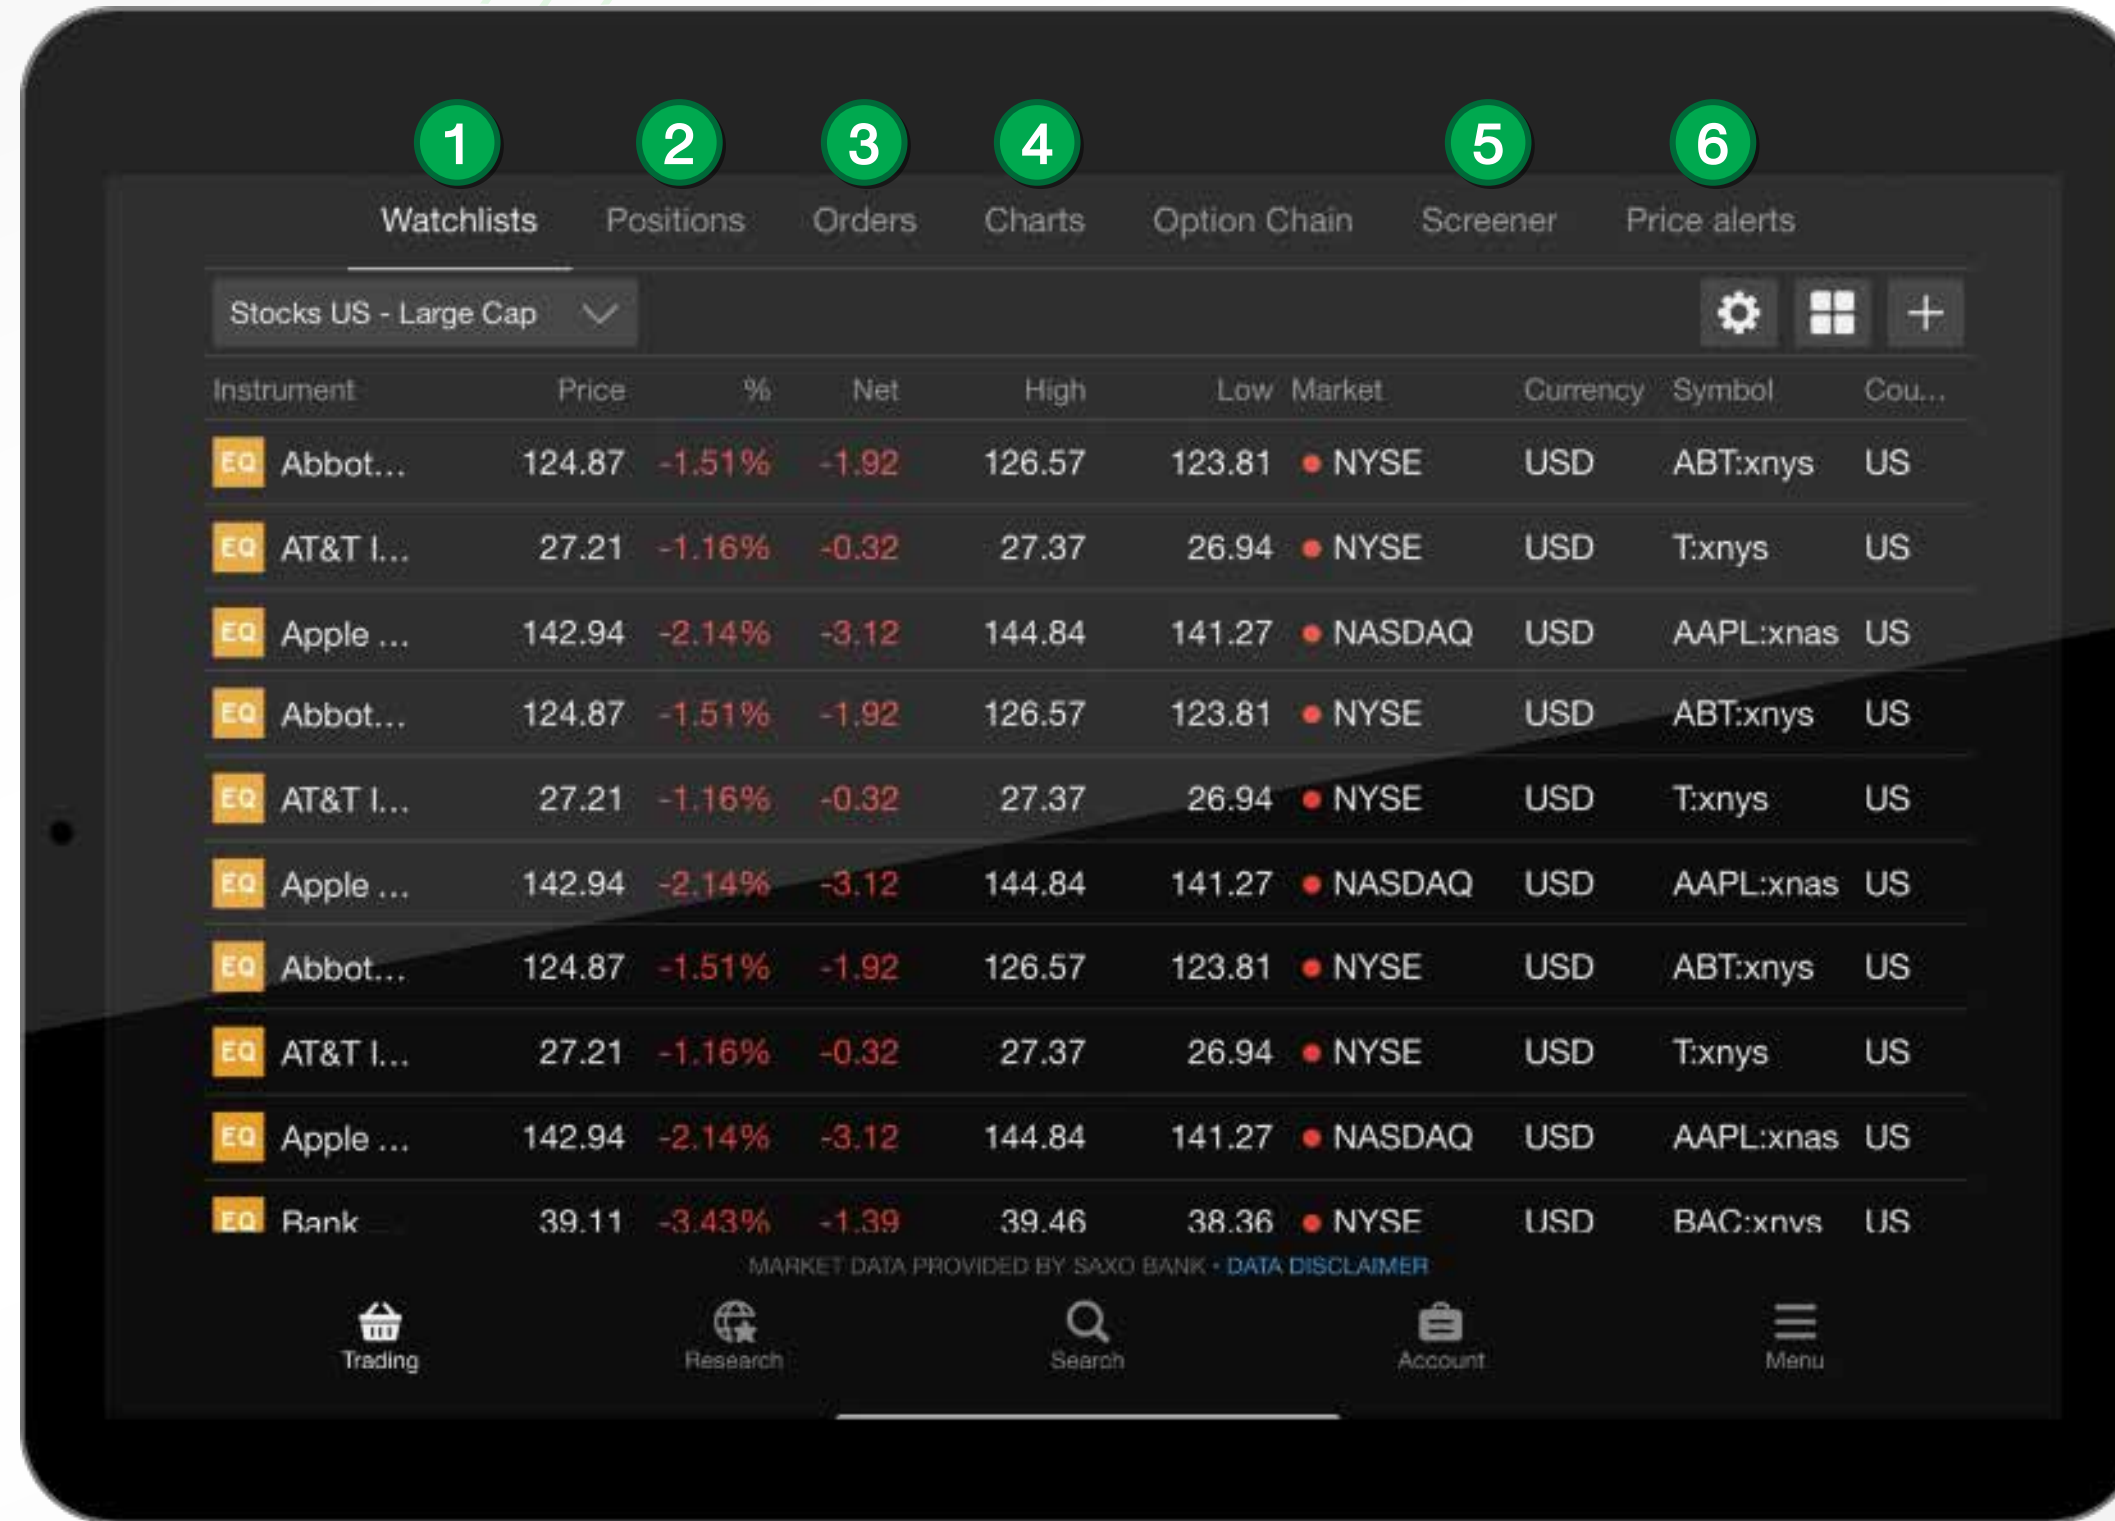 1 2 3 4 5 6
Watchlists Positions Orders Charts Option Chain Screener Price alerts
Stocks US - Large Cap
Instrument Price % Net High Low Market Currency Symbol Cou...
EQ Abbot... 124.87 -1.51% -1.92 126.57 123.81 NYSE USD ABT:xnys US
EQ AT&T I... 27.21 -1.16% -0.32 27.37 26.94 NYSE USD T:xnys US
EQ Apple ... 142.94 -2.14% -3.12 144.84 141.27 NASDAQ USD AAPL:xnas US
EQ Abbot... 124.87 -1.51% -1.92 126.57 123.81 NYSE USD ABT:xnys US
EQ AT&T I... 27.21 -1.16% -0.32 27.37 26.94 NYSE USD T:xnys US
EQ Apple ... 142.94 -2.14% -3.12 144.84 141.27 NASDAQ USD AAPL:xnas US
EQ Abbot... 124.87 -1.51% -1.92 126.57 123.81 NYSE USD ABT:xnys US
EQ AT&T I... 27.21 -1.16% -0.32 27.37 26.94 NYSE USD T:xnys US
EQ Apple ... 142.94 -2.14% -3.12 144.84 141.27 NASDAQ USD AAPL:xnas US
EQ Bank ... 39.11 -3.43% -1.39 39.46 38.36 NYSE USD BAC:xnys US
MARKET DATA PROVIDED BY SAXO BANK • DATA DISCLAIMER
Trading Research Search Account Menu